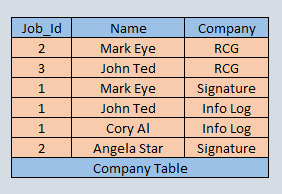 Job_Id Name Company
2 Mark Eye RCG
3 John Ted RCG
1 Mark Eye Signature
1 John Ted Info Log
1 Cory Al Info Log
2 Angela Star Signature
Company Table